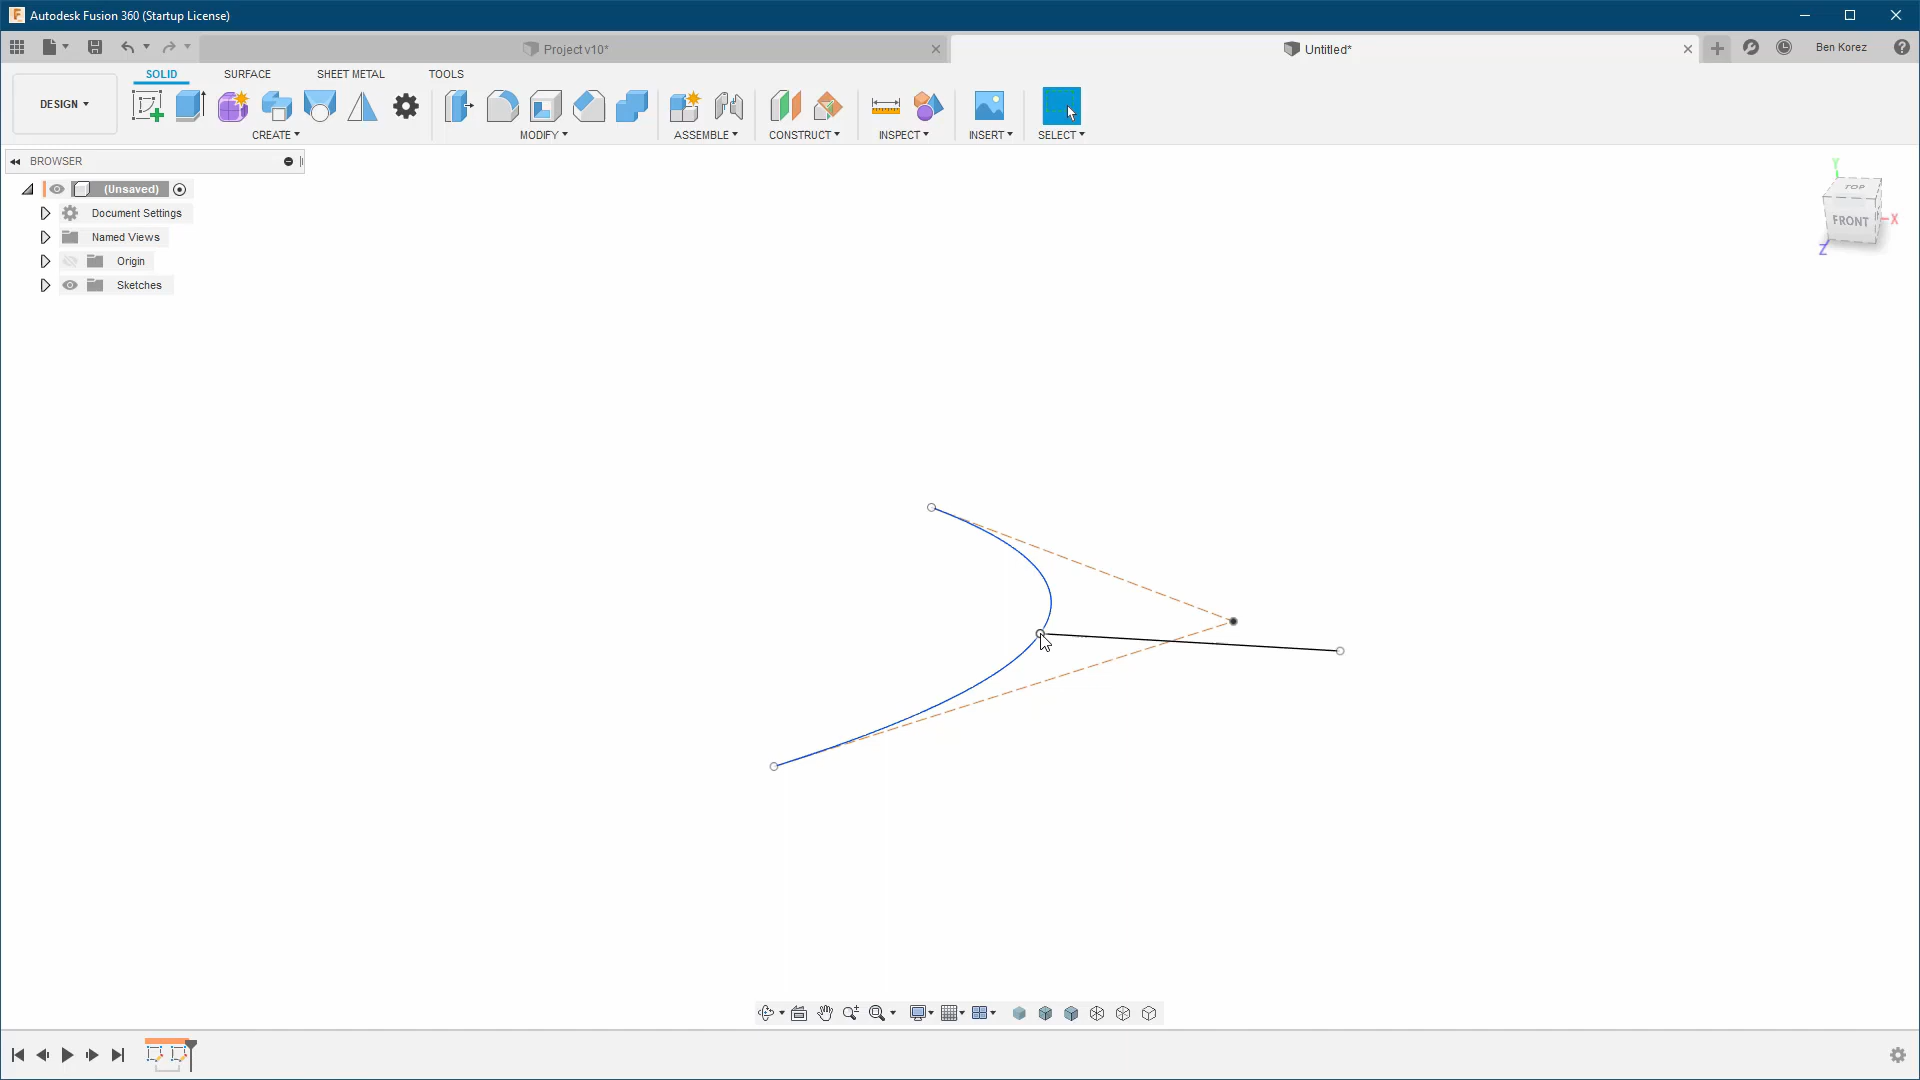 Autodesk Fusion 360 (Startup License)
Project v10*
Untitled*
Ben Korez
SOLID SURFACE SHEET METAL TOOLS
DESIGN
CREATE MODIFY ASSEMBLE CONSTRUCT INSPECT INSERT SELECT
BROWSER
(Unsaved)
Document Settings
Named Views
Origin
Sketches
Y
TOP
FRONT
X
Z